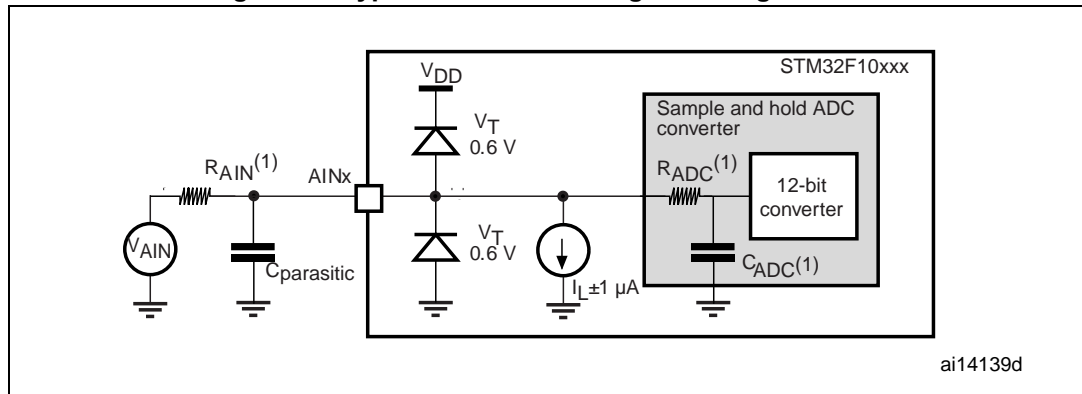 STM32F10xxx
VDD
Sample and hold ADC
converter
VT
0.6 V
RAIN(1)
AINx
RADC(1)
12-bit
converter
VAIN
Cparasitic
VT
0.6 V
IL±1 µA
CADC(1)
ai14139d